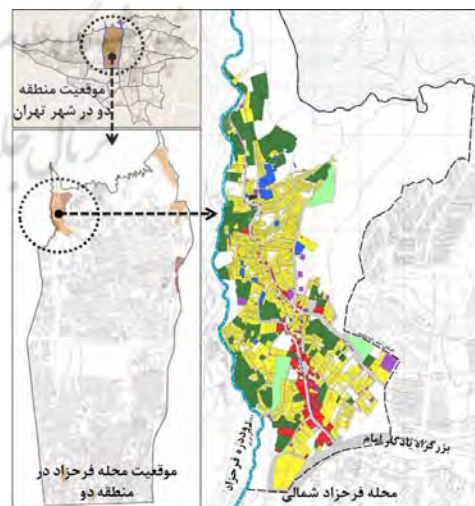 موقعیت منطقه
دو در شهر تهران
موقعیت محله فرحزاد در
منطقه دو
روددره فرحزاد
بزرگراه یادگار امام
محله فرحزاد شمالی